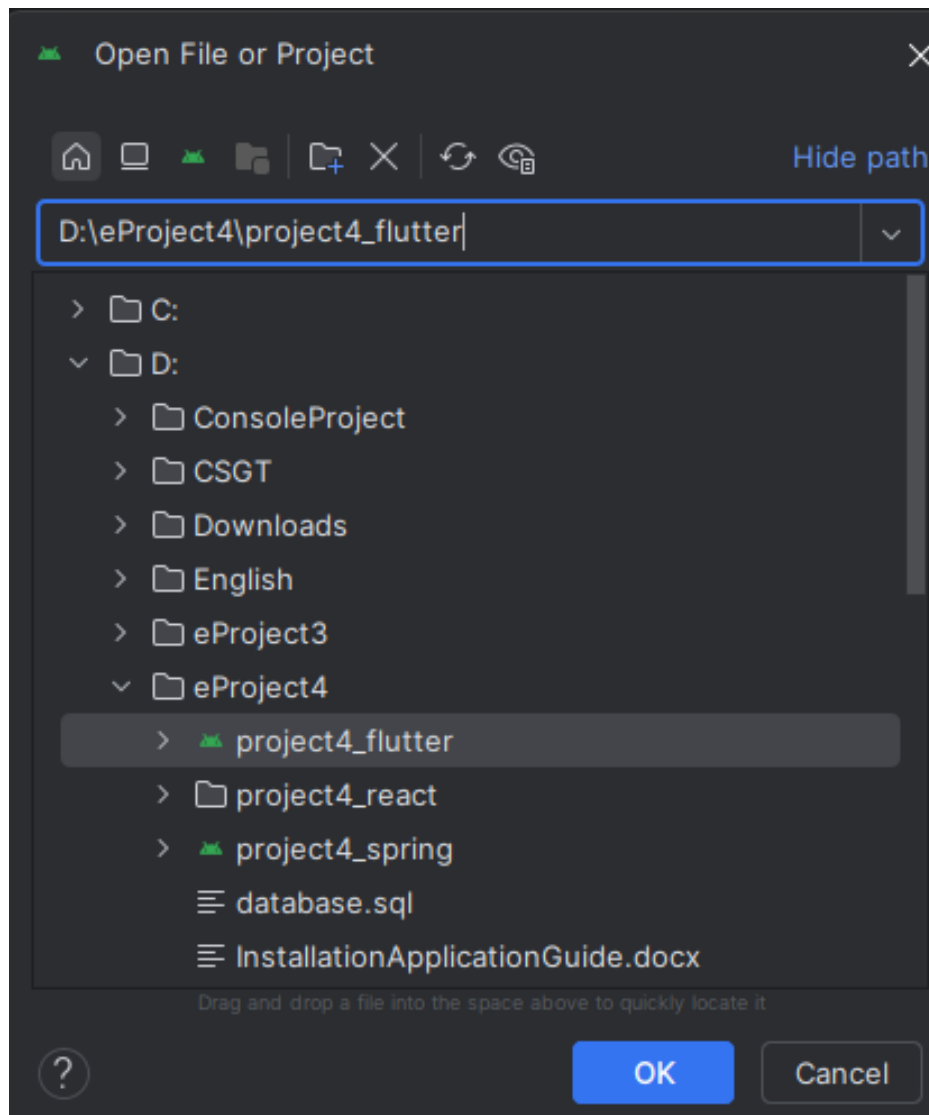 Open File or Project
Hide path
D:\eProject4\project4_flutter
C:
D:
ConsoleProject
CSGT
Downloads
English
eProject3
eProject4
project4_flutter
project4_react
project4_spring
database.sql
InstallationApplicationGuide.docx
Drag and drop a file into the space above to quickly locate it
?
OK
Cancel